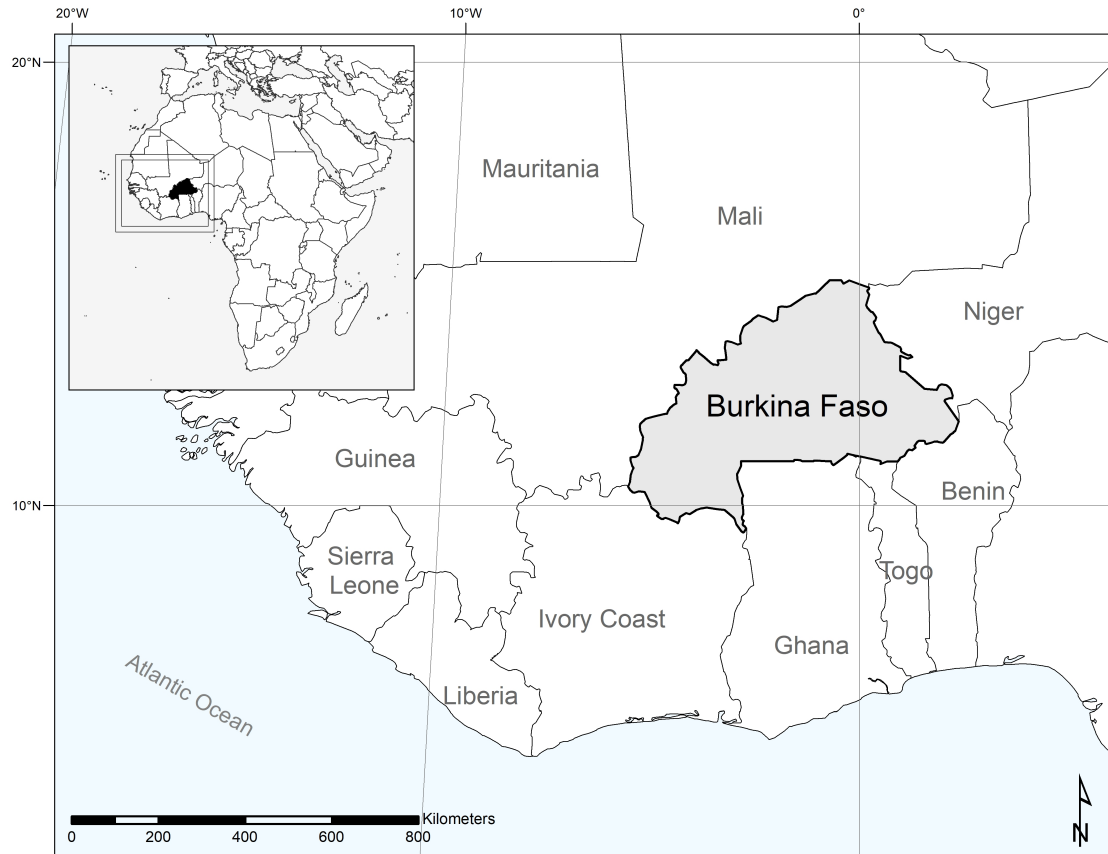 20°W
10°W
0°
20°N
Mauritania
Mali
Niger
Burkina Faso
Guinea
Benin
10°N
Sierra
Leone
Togo
Ivory Coast
Ghana
Atlantic Ocean
Liberia
Kilometers
0 200 400 600 800
N